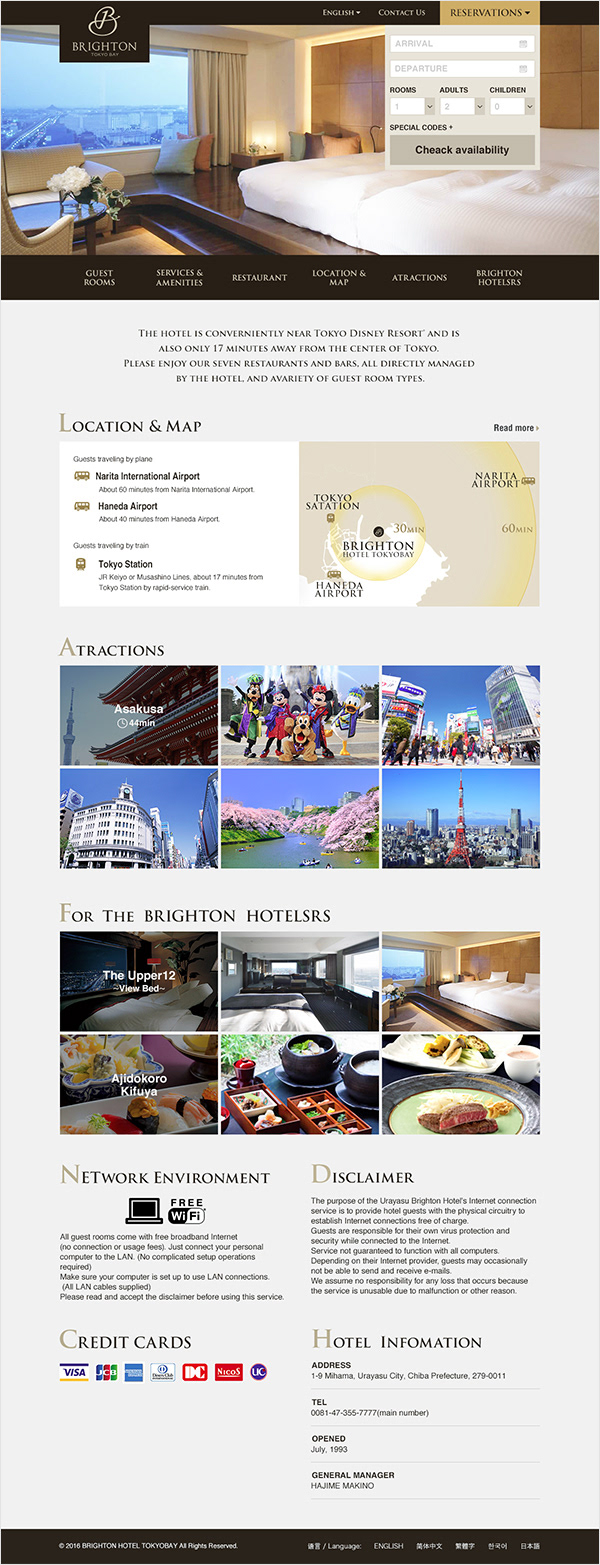 BRIGHTON
TOKYO BAY
ENGLISH
CONTACT US
RESERVATIONS
ARRIVAL
DEPARTURE
ROOMS ADULTS CHILDREN
1 2 0
SPECIAL CODES +
Cheack availability
GUEST
ROOMS
SERVICES &
AMENITIES
RESTAURANT
LOCATION &
MAP
ATRACTIONS
BRIGHTON
HOTELSRS
THE HOTEL IS CONVERNIENTLY NEAR TOKYO DISNEY RESORT® AND IS
ALSO ONLY 17 MINUTES AWAY FROM THE CENTER OF TOKYO.
PLEASE ENJOY OUR SEVEN RESTAURANTS AND BARS, ALL DIRECTLY MANAGED
BY THE HOTEL, AND AVARIETY OF GUEST ROOM TYPES.
LOCATION & MAP
Read more
Guests traveling by plane
Narita International Airport
About 60 minutes from Narita International Airport.
Haneda Airport
About 40 minutes from Haneda Airport.
Guests traveling by train
Tokyo Station
JR Keiyo or Musashino Lines, about 17 minutes from
Tokyo Station by rapid-service train.
NARITA
AIRPORT
TOKYO
SATATION
30MIN
60MIN
BRIGHTON
HOTEL TOKYOBAY
HANEDA
AIRPORT
ATRACTIONS
Asakusa
44min
FOR THE BRIGHTON HOTELSRS
The Upper12
~View Bed~
Ajidokoro
Kifuya
NETWORK ENVIRONMENT
FREE
Wi Fi
All guest rooms come with free broadband Internet
(no connection or usage fees). Just connect your personal
computer to the LAN. (No complicated setup operations
required)
Make sure your computer is set up to use LAN connections.
(All LAN cables supplied)
Please read and accept the disclaimer before using this service.
DISCLAIMER
The purpose of the Urayasu Brighton Hotel's Internet connection
service is to provide hotel guests with the physical circuitry to
establish Internet connections free of charge.
Guests are responsible for their own virus protection and
security while connected to the Internet.
Service not guaranteed to function with all computers.
Depending on their Internet provider, guests may occasionally
not be able to send and receive e-mails.
We assume no responsibility for any loss that occurs because
the service is unusable due to malfunction or other reason.
CREDIT CARDS
VISA
JCB
AMERICAN EXPRESS
Diners Club
DC
NICOS
UC
HOTEL INFOMATION
ADDRESS
1-9 Mihama, Urayasu City, Chiba Prefecture, 279-0011
TEL
0081-47-355-7777(main number)
OPENED
July, 1993
GENERAL MANAGER
HAJIME MAKINO
© 2016 BRIGHTON HOTEL TOKYOBAY All Rights Reserved.
语言 / Language: ENGLISH 简体中文 繁體字 한국어 日本語